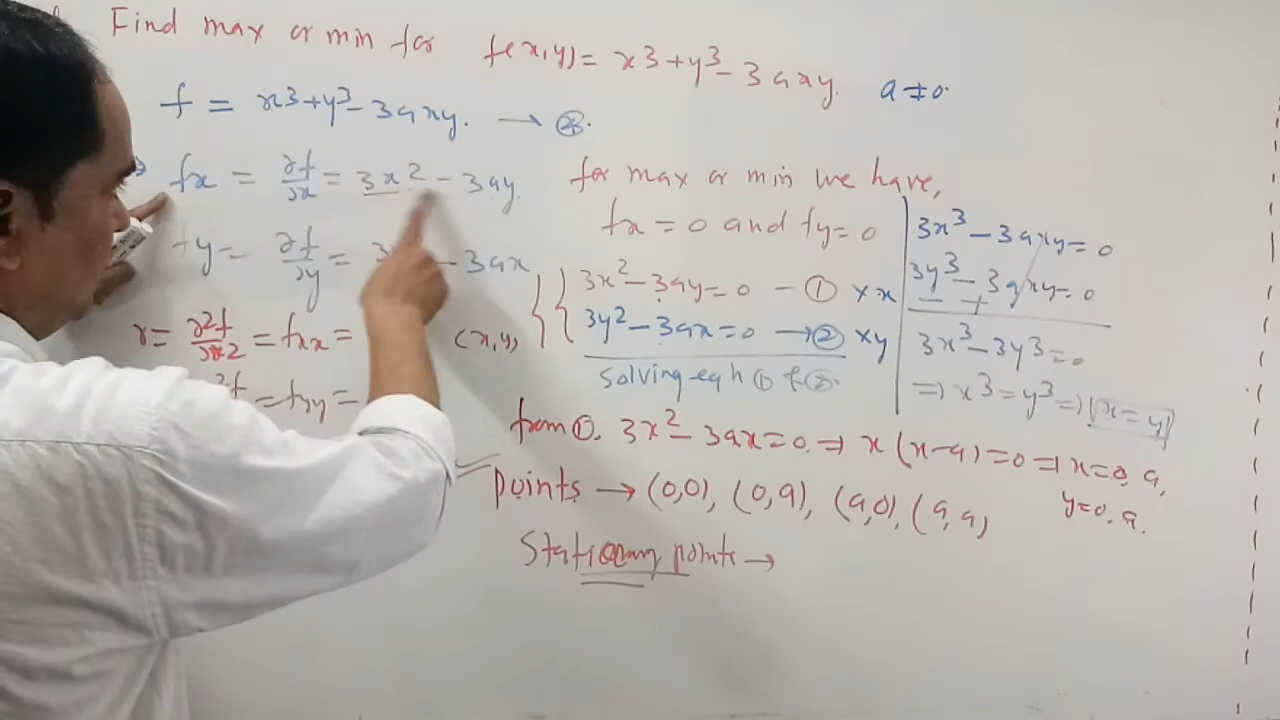 Find max or min for f(x,y) = x3+y³-3axy. a≠0.
f = x3+y3-3axy. →
fx = ∂f/∂x = 3x2-3ay.
fy = ∂f/∂y = 3 -3ax
r = ∂2f/∂x2 = fxx =
= fyy =
(x,y)
for max or min we have,
fx = 0 and fy = 0
3x2-3ay=0 - ① ×x
3y2-3ax=0 → ② ×y
solving eqn ① & ②.
3x3-3axy=0
3y3-3axy=0
- +
3x3-3y3=0
⇒ x3=y3 ⇒ x=y
from ①. 3x2-3ax=0. ⇒ x(x-a)=0 ⇒ x=0, a,
y=0, a.
Points → (0,0), (0,a), (a,0), (a,a)
Stationary points →